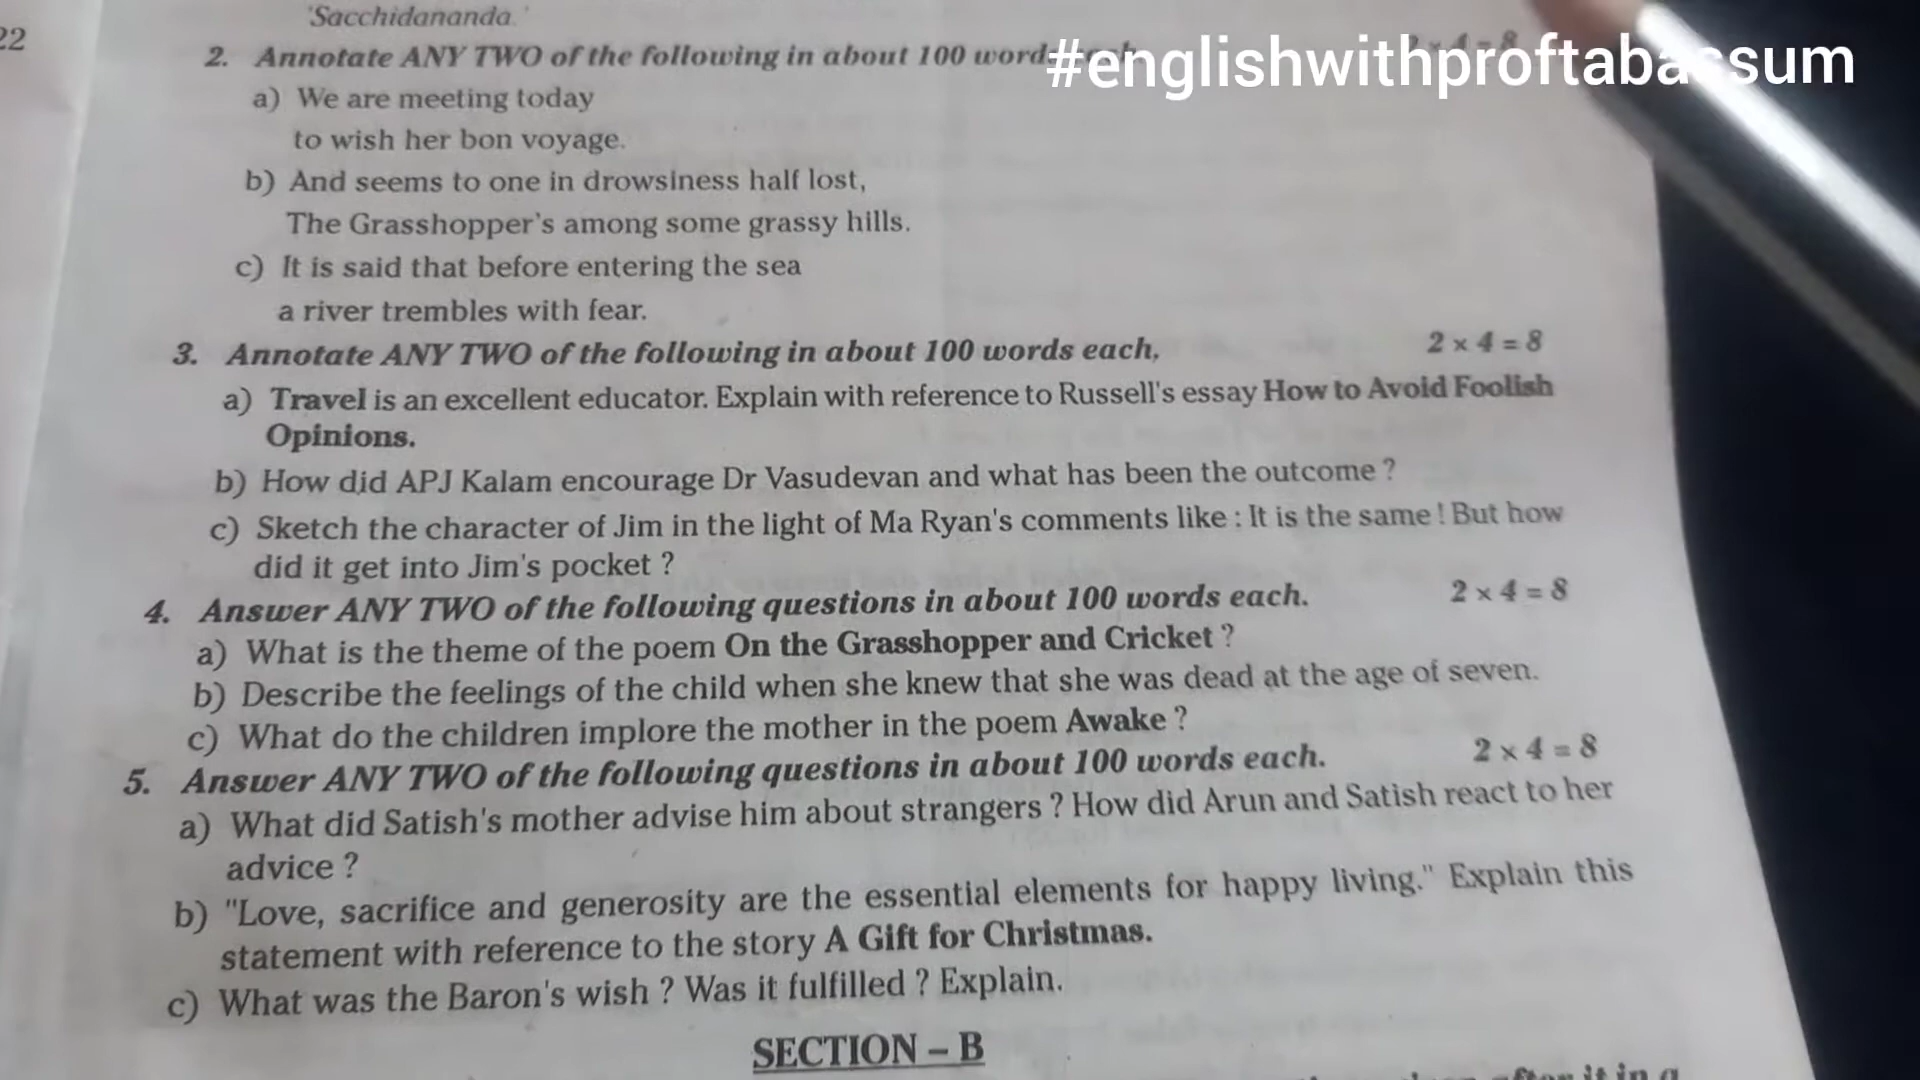 'Sacchidananda.'
22
2. Annotate ANY TWO of the following in about 100 words
#englishwithproftabassum
a) We are meeting today
to wish her bon voyage.
b) And seems to one in drowsiness half lost,
The Grasshopper's among some grassy hills.
c) It is said that before entering the sea
a river trembles with fear.
3. Annotate ANY TWO of the following in about 100 words each, 2 × 4 = 8
a) Travel is an excellent educator. Explain with reference to Russell's essay How to Avoid Foolish
Opinions.
b) How did APJ Kalam encourage Dr Vasudevan and what has been the outcome ?
c) Sketch the character of Jim in the light of Ma Ryan's comments like : It is the same ! But how
did it get into Jim's pocket ?
4. Answer ANY TWO of the following questions in about 100 words each. 2 × 4 = 8
a) What is the theme of the poem On the Grasshopper and Cricket ?
b) Describe the feelings of the child when she knew that she was dead at the age of seven.
c) What do the children implore the mother in the poem Awake ?
5. Answer ANY TWO of the following questions in about 100 words each. 2 × 4 = 8
a) What did Satish's mother advise him about strangers ? How did Arun and Satish react to her
advice ?
b) "Love, sacrifice and generosity are the essential elements for happy living." Explain this
statement with reference to the story A Gift for Christmas.
c) What was the Baron's wish ? Was it fulfilled ? Explain.
SECTION – B
after it in a